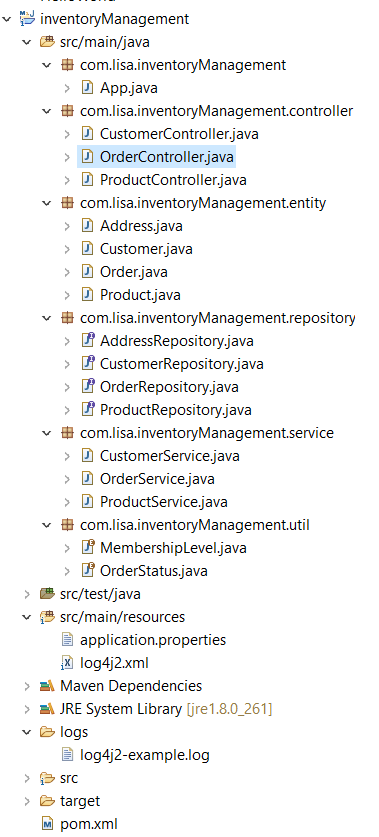 inventoryManagement
src/main/java
com.lisa.inventoryManagement
App.java
com.lisa.inventoryManagement.controller
CustomerController.java
OrderController.java
ProductController.java
com.lisa.inventoryManagement.entity
Address.java
Customer.java
Order.java
Product.java
com.lisa.inventoryManagement.repository
AddressRepository.java
CustomerRepository.java
OrderRepository.java
ProductRepository.java
com.lisa.inventoryManagement.service
CustomerService.java
OrderService.java
ProductService.java
com.lisa.inventoryManagement.util
MembershipLevel.java
OrderStatus.java
src/test/java
src/main/resources
application.properties
log4j2.xml
Maven Dependencies
JRE System Library [jre1.8.0_261]
logs
log4j2-example.log
src
target
pom.xml